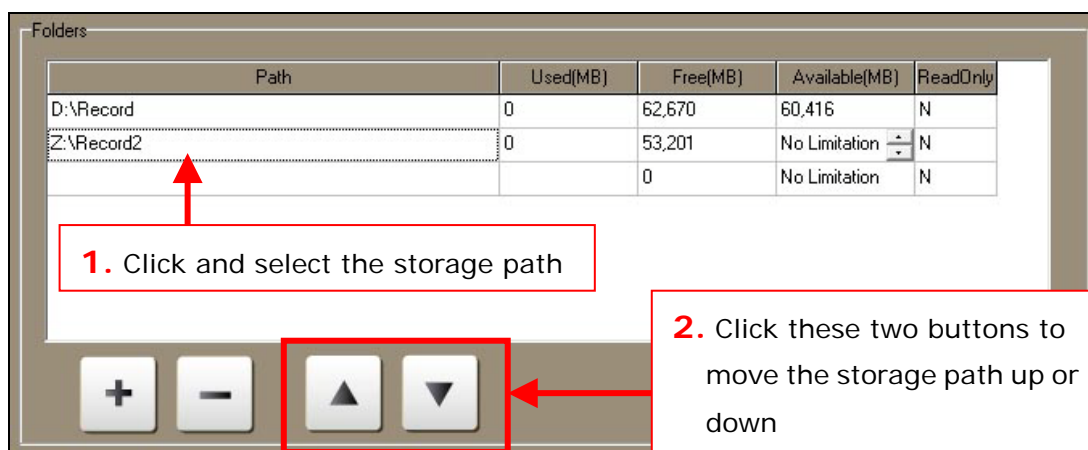 Folders
Path Used(MB) Free(MB) Available(MB) ReadOnly
D:\Record 0 62,670 60,416 N
Z:\Record2 0 53,201 No Limitation N
0 No Limitation N
1. Click and select the storage path
2. Click these two buttons to
move the storage path up or
down